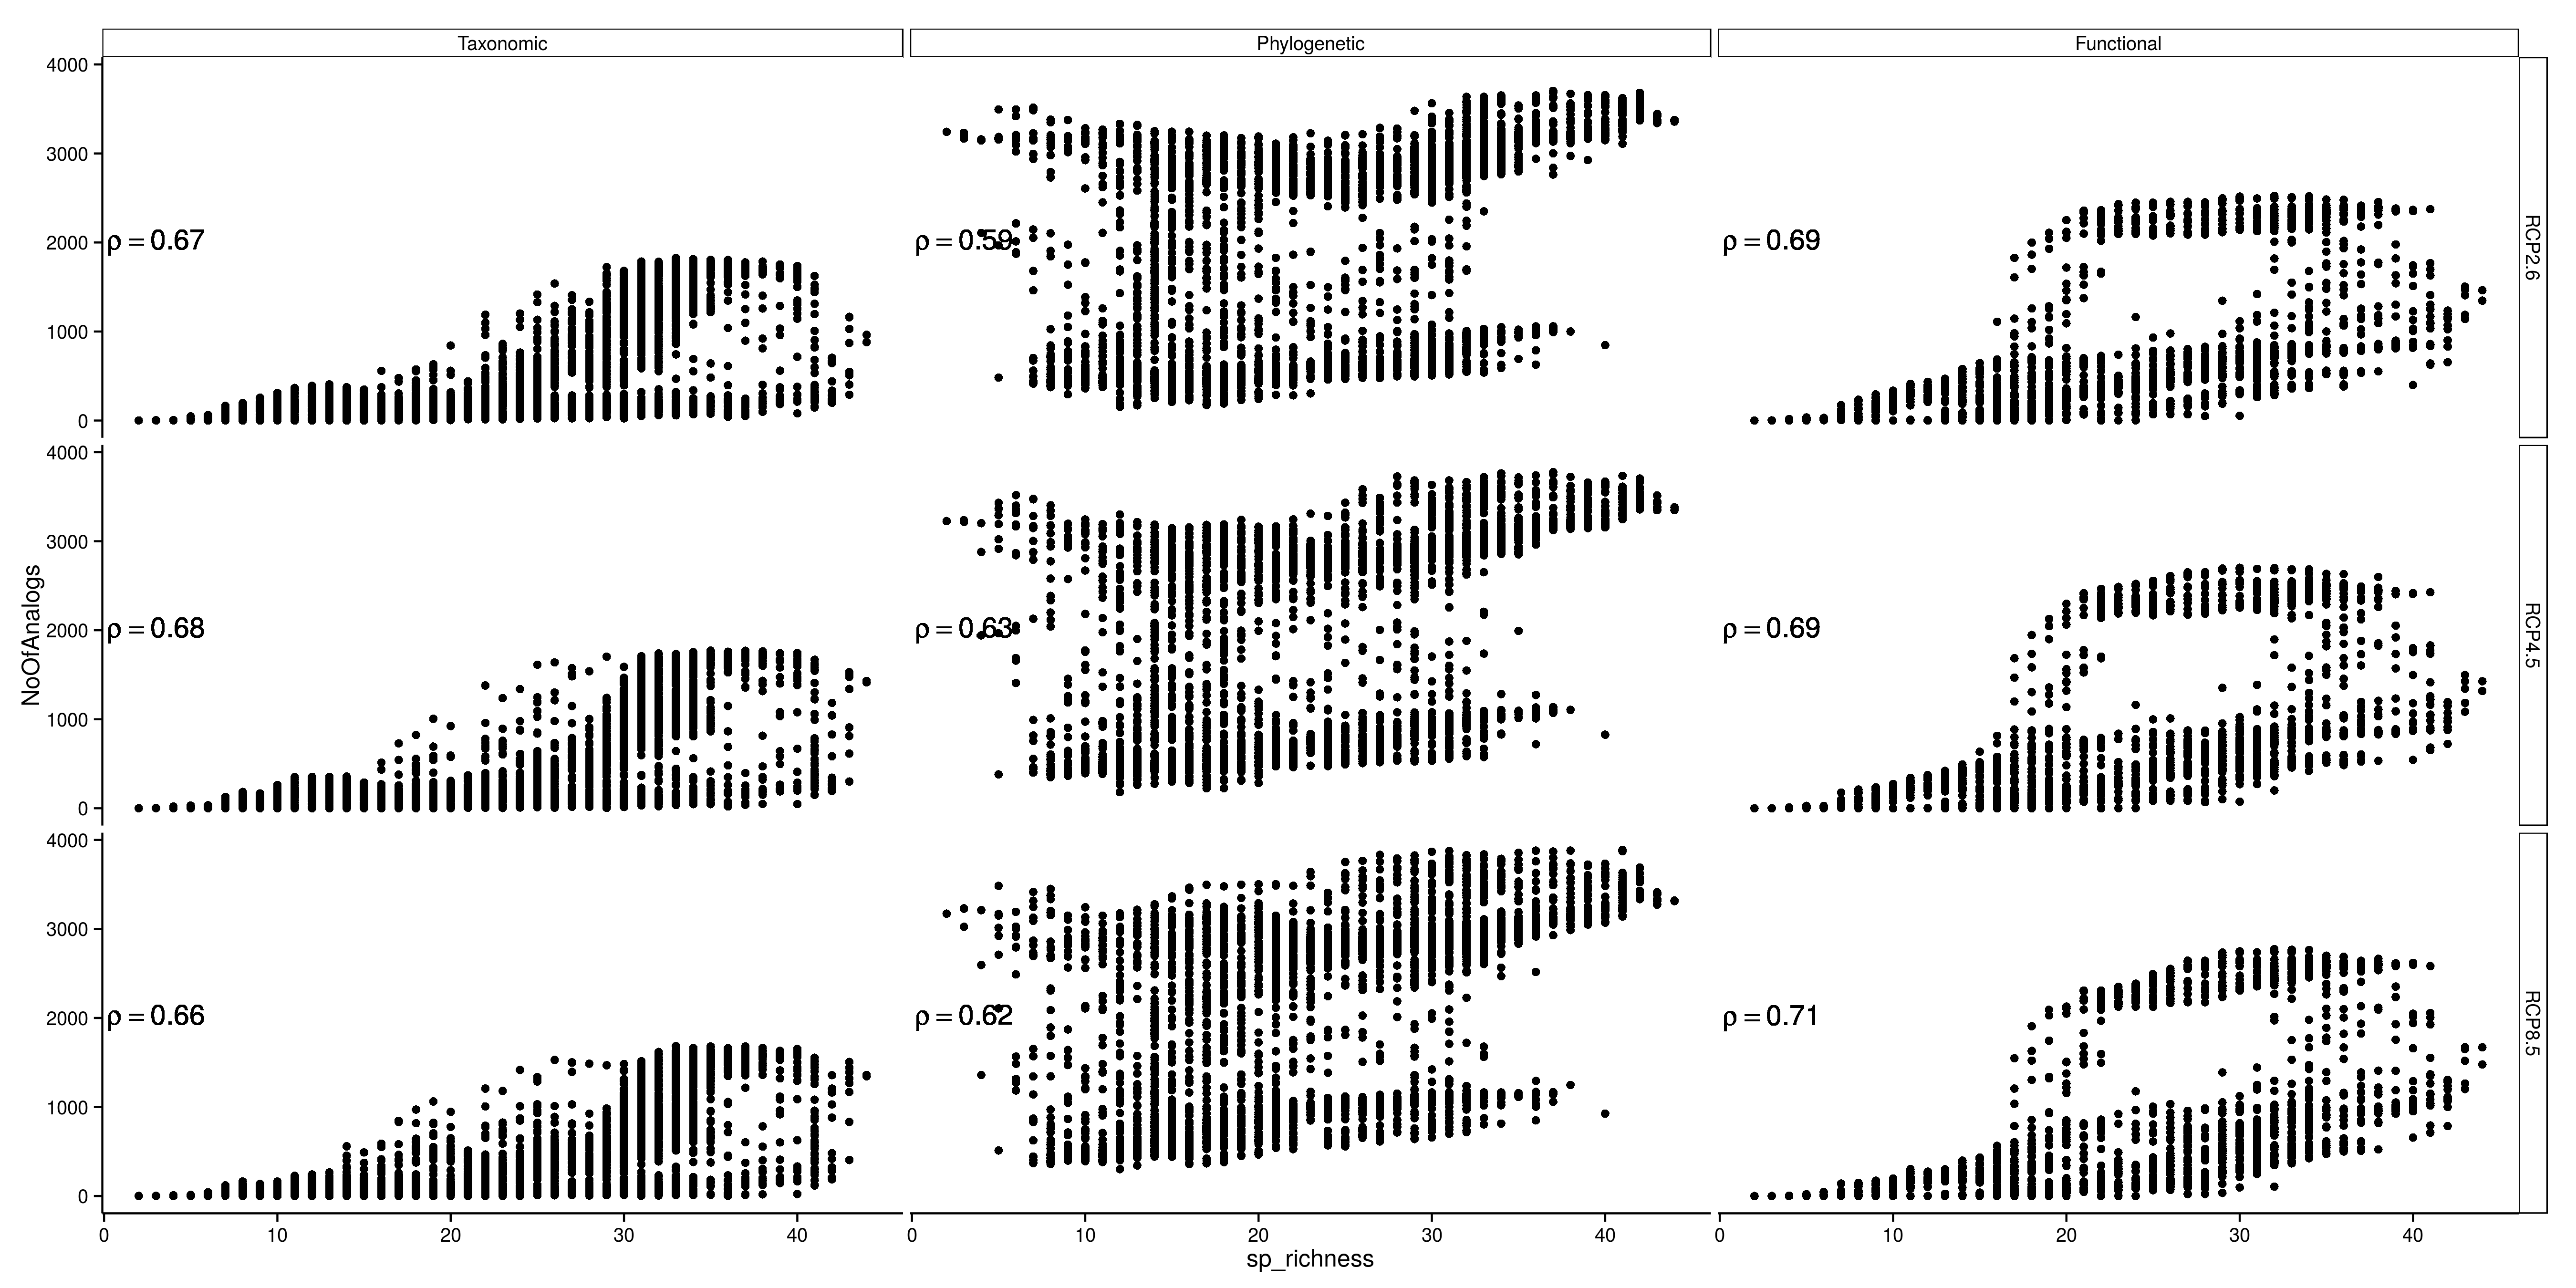 Taxonomic Phylogenetic Functional
4000
3000
2000
1000
0
ρ = 0.67 ρ = 0.59 ρ = 0.69
RCP2.6
4000
3000
2000
1000
0
ρ = 0.68 ρ = 0.63 ρ = 0.69
RCP4.5
NoOfAnalogs
4000
3000
2000
1000
0
ρ = 0.66 ρ = 0.62 ρ = 0.71
RCP8.5
0 10 20 30 40 0 10 20 30 40 0 10 20 30 40
sp_richness